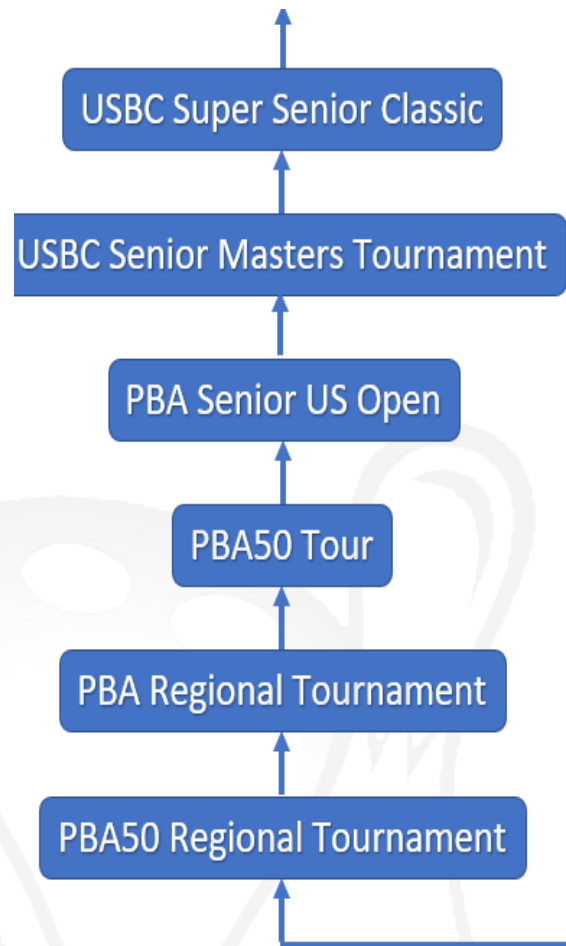 USBC Super Senior Classic
USBC Senior Masters Tournament
PBA Senior US Open
PBA50 Tour
PBA Regional Tournament
PBA50 Regional Tournament